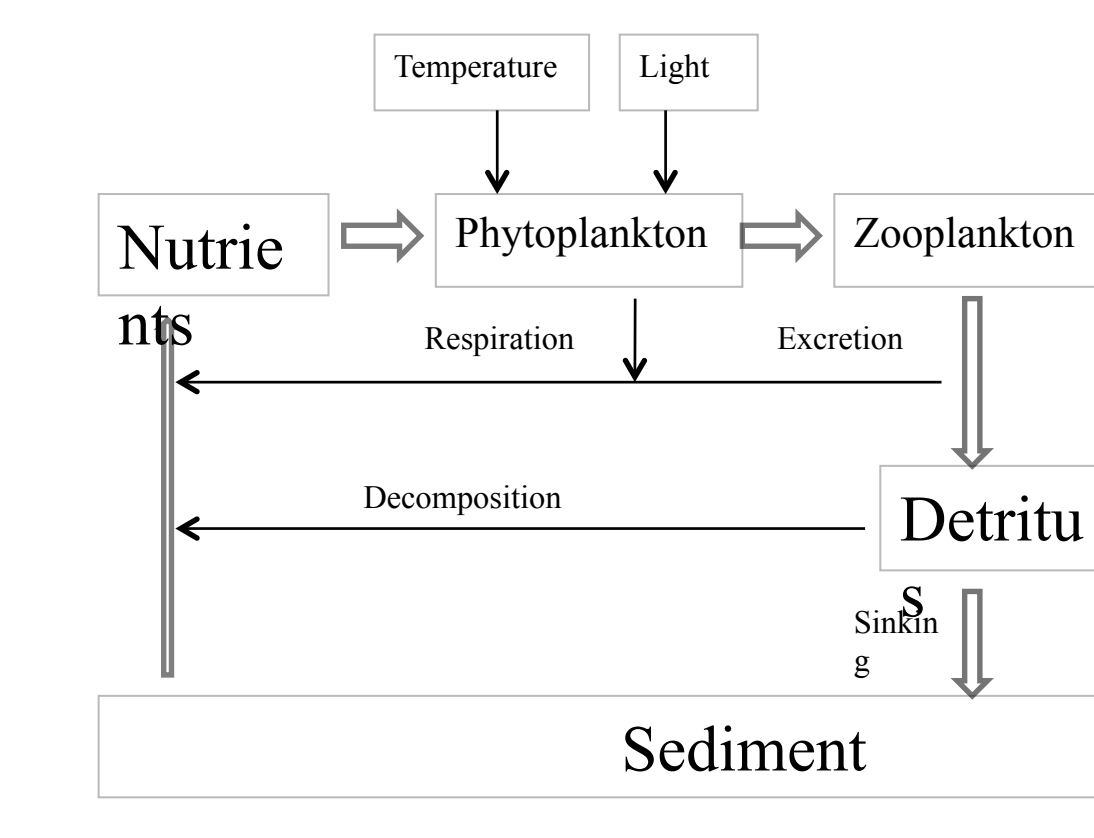 Temperature
Light
Nutrie
nts
Phytoplankton
Zooplankton
Respiration
Excretion
Decomposition
Detritu
s
Sinkin
g
Sediment